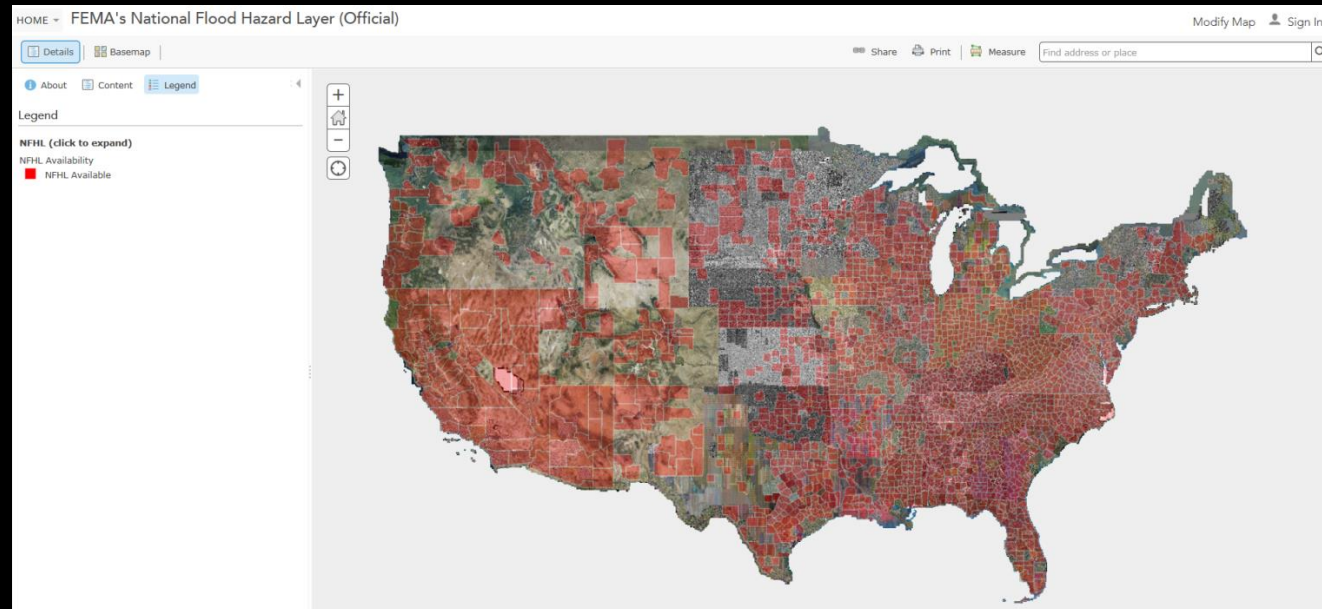 HOME FEMA's National Flood Hazard Layer (Official)
Modify Map Sign In
Details Basemap
Share Print Measure Find address or place
About Content Legend
Legend
NFHL (click to expand)
NFHL Availability
NFHL Available